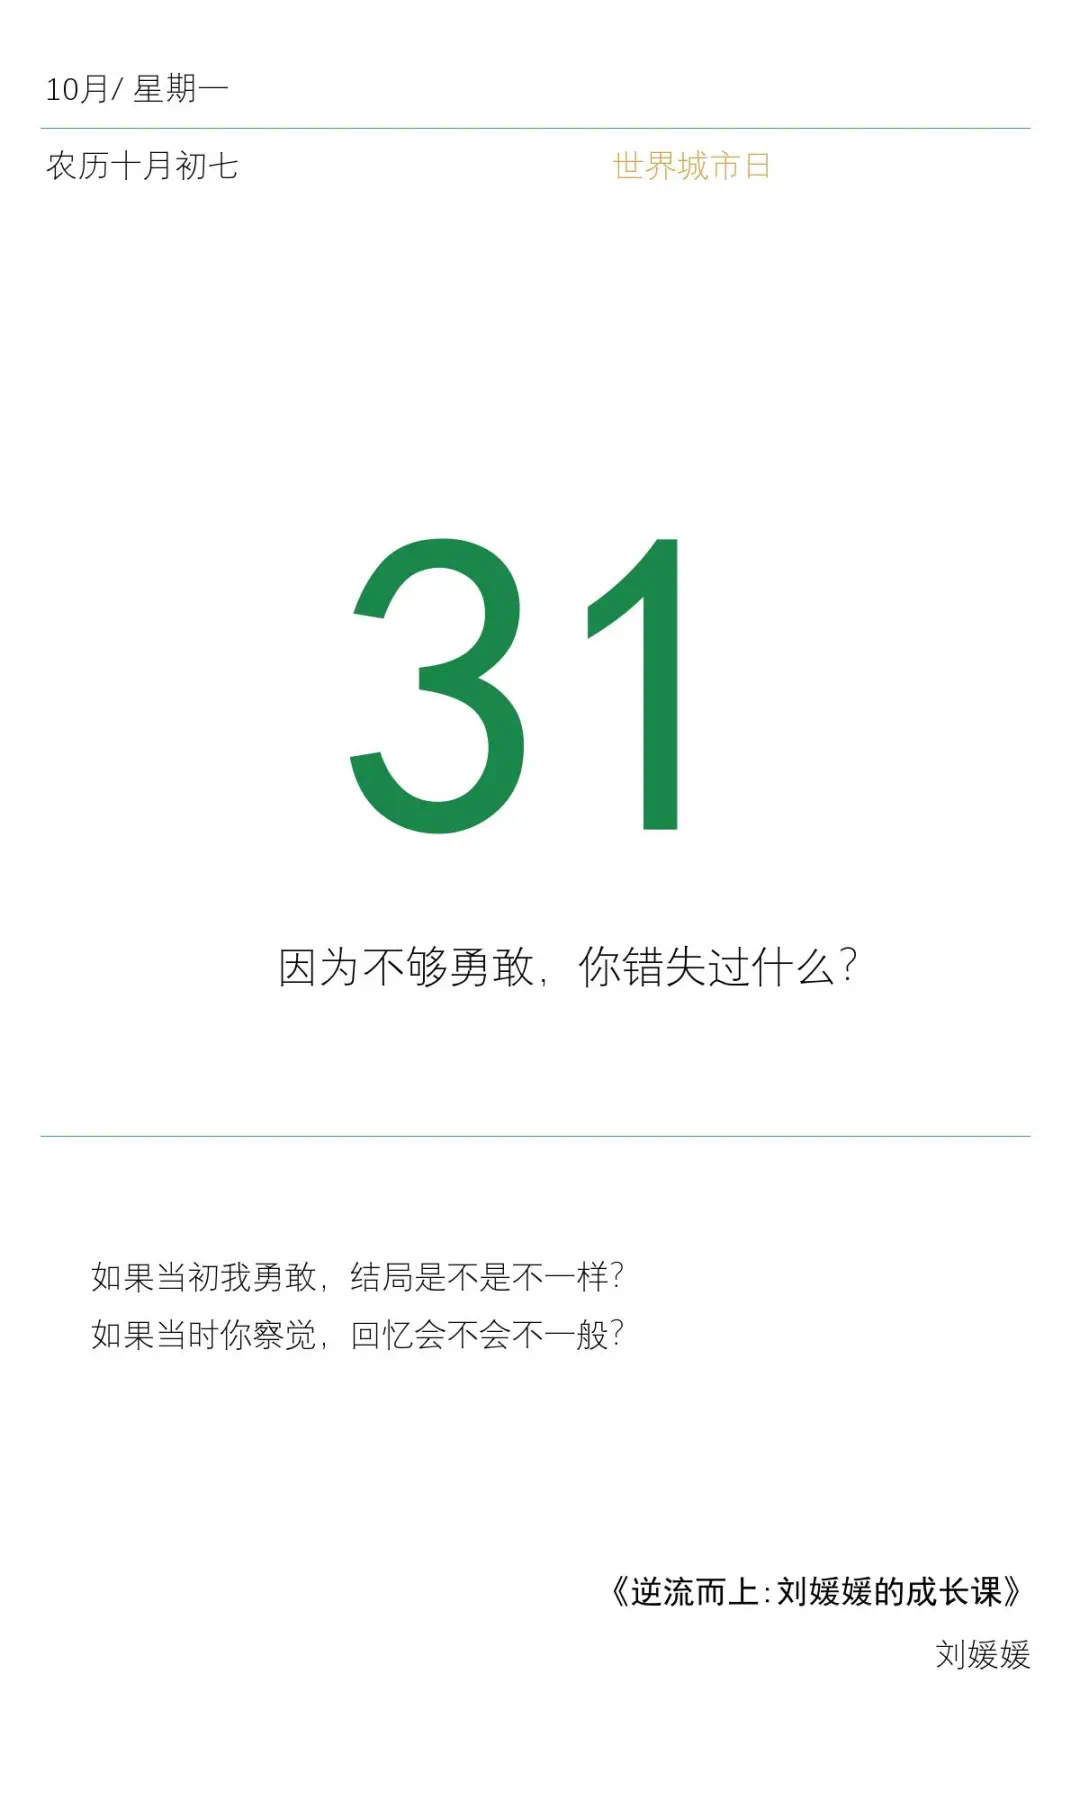 10月/ 星期一
农历十月初七
世界城市日
31
因为不够勇敢，你错失过什么？
如果当初我勇敢，结局是不是不一样？
如果当时你察觉，回忆会不会不一般？
《逆流而上：刘媛媛的成长课》
刘媛媛